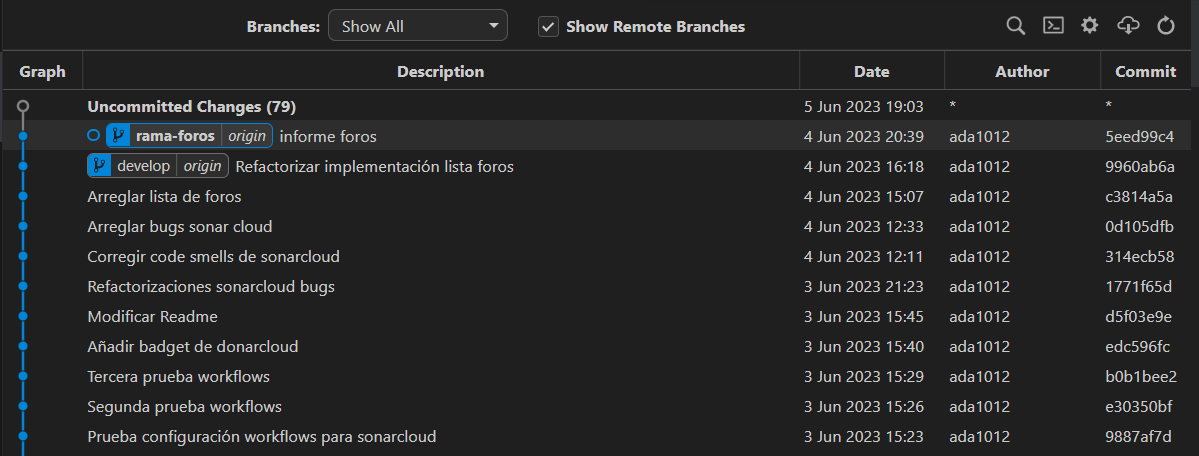 Branches: Show All Show Remote Branches
Graph Description Date Author Commit
Uncommitted Changes (79) 5 Jun 2023 19:03 * *
rama-foros origin informe foros 4 Jun 2023 20:39 ada1012 5eed99c4
develop origin Refactorizar implementación lista foros 4 Jun 2023 16:18 ada1012 9960ab6a
Arreglar lista de foros 4 Jun 2023 15:07 ada1012 c3814a5a
Arreglar bugs sonar cloud 4 Jun 2023 12:33 ada1012 0d105dfb
Corregir code smells de sonarcloud 4 Jun 2023 12:11 ada1012 314ecb58
Refactorizaciones sonarcloud bugs 3 Jun 2023 21:23 ada1012 1771f65d
Modificar Readme 3 Jun 2023 15:45 ada1012 d5f03e9e
Añadir badget de donarcloud 3 Jun 2023 15:40 ada1012 edc596fc
Tercera prueba workflows 3 Jun 2023 15:29 ada1012 b0b1bee2
Segunda prueba workflows 3 Jun 2023 15:26 ada1012 e30350bf
Prueba configuración workflows para sonarcloud 3 Jun 2023 15:23 ada1012 9887af7d